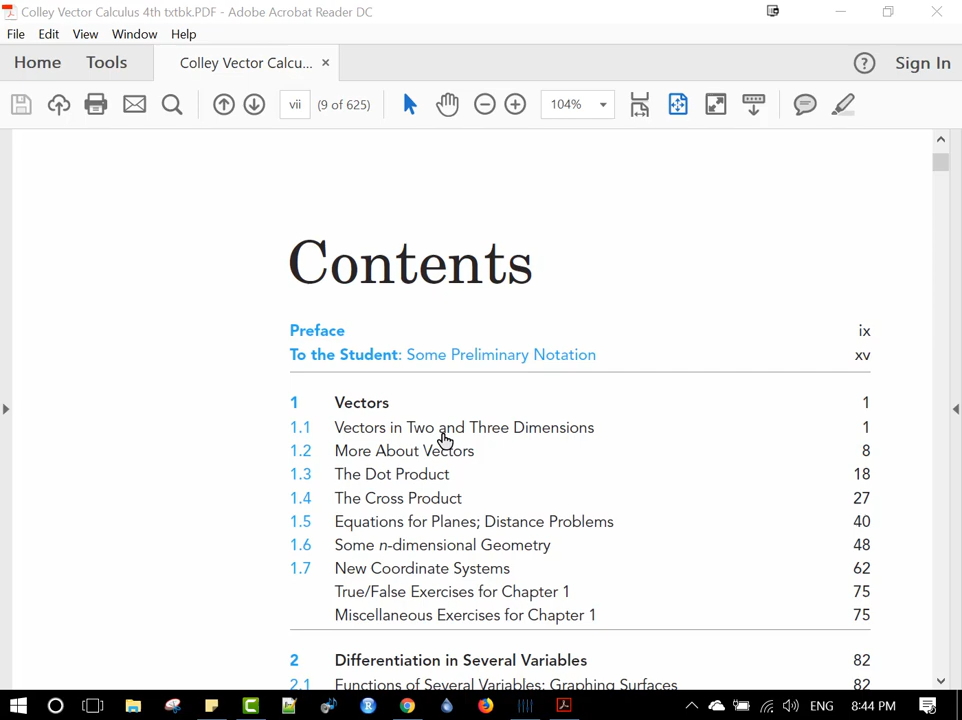 Colley Vector Calculus 4th txtbk.PDF - Adobe Acrobat Reader DC
File Edit View Window Help
Home Tools Colley Vector Calcu... × ? Sign In
vii (9 of 625) 104%
Contents
Preface ix
To the Student: Some Preliminary Notation xv
1 Vectors 1
1.1 Vectors in Two and Three Dimensions 1
1.2 More About Vectors 8
1.3 The Dot Product 18
1.4 The Cross Product 27
1.5 Equations for Planes; Distance Problems 40
1.6 Some n-dimensional Geometry 48
1.7 New Coordinate Systems 62
True/False Exercises for Chapter 1 75
Miscellaneous Exercises for Chapter 1 75
2 Differentiation in Several Variables 82
2.1 Functions of Several Variables; Graphing Surfaces 82
ENG 8:44 PM